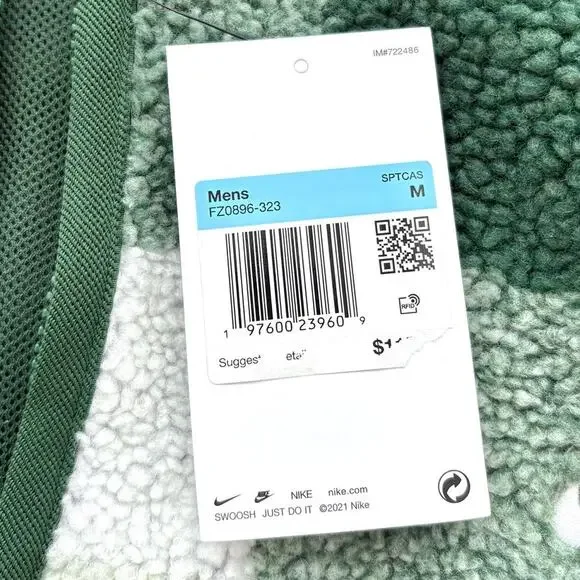 IM#722486
Mens SPTCAS
FZ0896-323 M
RFID
1 97600 23960 9
NIKE nike.com
SWOOSH JUST DO IT ©2021 Nike